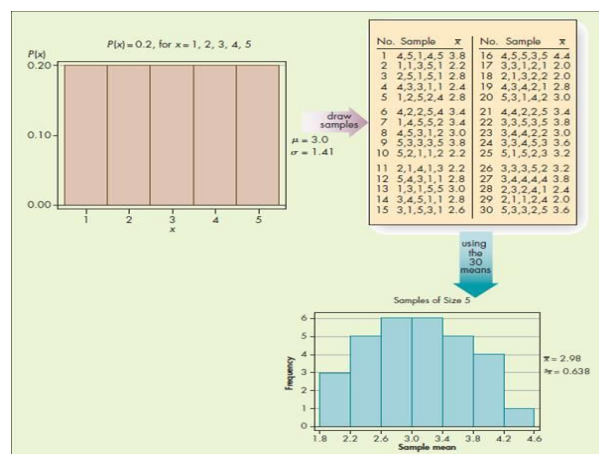 P(x) = 0.2, for x = 1, 2, 3, 4, 5
P(x)
0.20
0.10
0.00
1 2 3 4 5
x
draw
samples
μ = 3.0
σ = 1.41
No. Sample x̄
1 4,5,1,4,5 3.8
2 1,1,3,5,1 2.2
3 2,5,1,5,1 2.8
4 4,3,3,1,1 2.4
5 1,2,5,2,4 2.8
6 4,2,2,5,4 3.4
7 1,4,5,5,2 3.4
8 4,5,3,1,2 3.0
9 5,3,3,3,5 3.8
10 5,2,1,1,2 2.2
11 2,1,4,1,3 2.2
12 5,4,3,1,1 2.8
13 1,3,1,5,5 3.0
14 3,4,5,1,1 2.8
15 3,1,5,3,1 2.6
No. Sample x̄
16 4,5,5,3,5 4.4
17 3,3,1,2,1 2.0
18 2,1,3,2,2 2.0
19 4,3,4,2,1 2.8
20 5,3,1,4,2 3.0
21 4,4,2,2,5 3.4
22 3,3,5,3,5 3.8
23 3,4,4,2,2 3.0
24 3,3,4,5,3 3.6
25 5,1,5,2,3 3.2
26 3,3,3,5,2 3.2
27 3,4,4,4,4 3.8
28 2,3,2,4,1 2.4
29 2,1,1,2,4 2.0
30 5,3,3,2,5 3.6
using
the
30
means
Samples of Size 5
Frequency
6
5
4
3
2
1
0
1.8 2.2 2.6 3.0 3.4 3.8 4.2 4.6
Sample mean
= 2.98
= 0.638